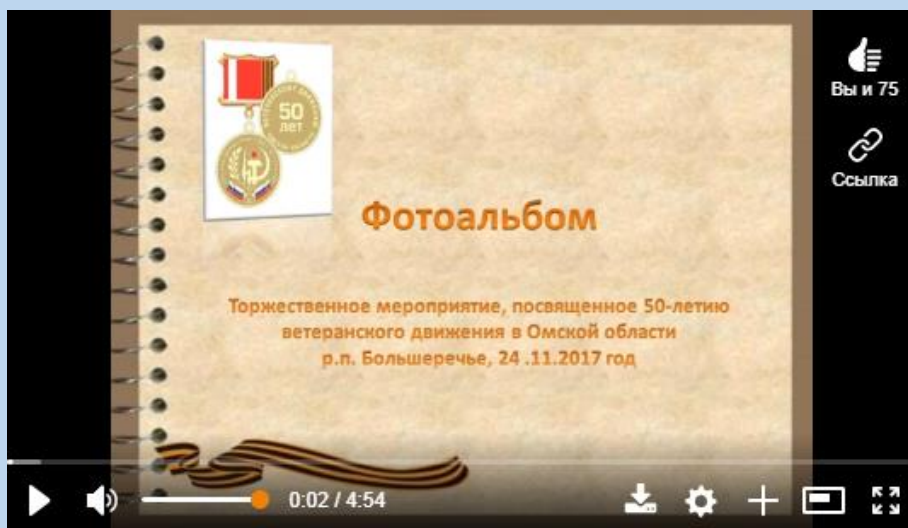 50
лет
Вы и 75
Ссылка
Фотоальбом
Торжественное мероприятие, посвященное 50-летию
ветеранского движения в Омской области
р.п. Большеречье, 24 .11.2017 год
0:02 / 4:54